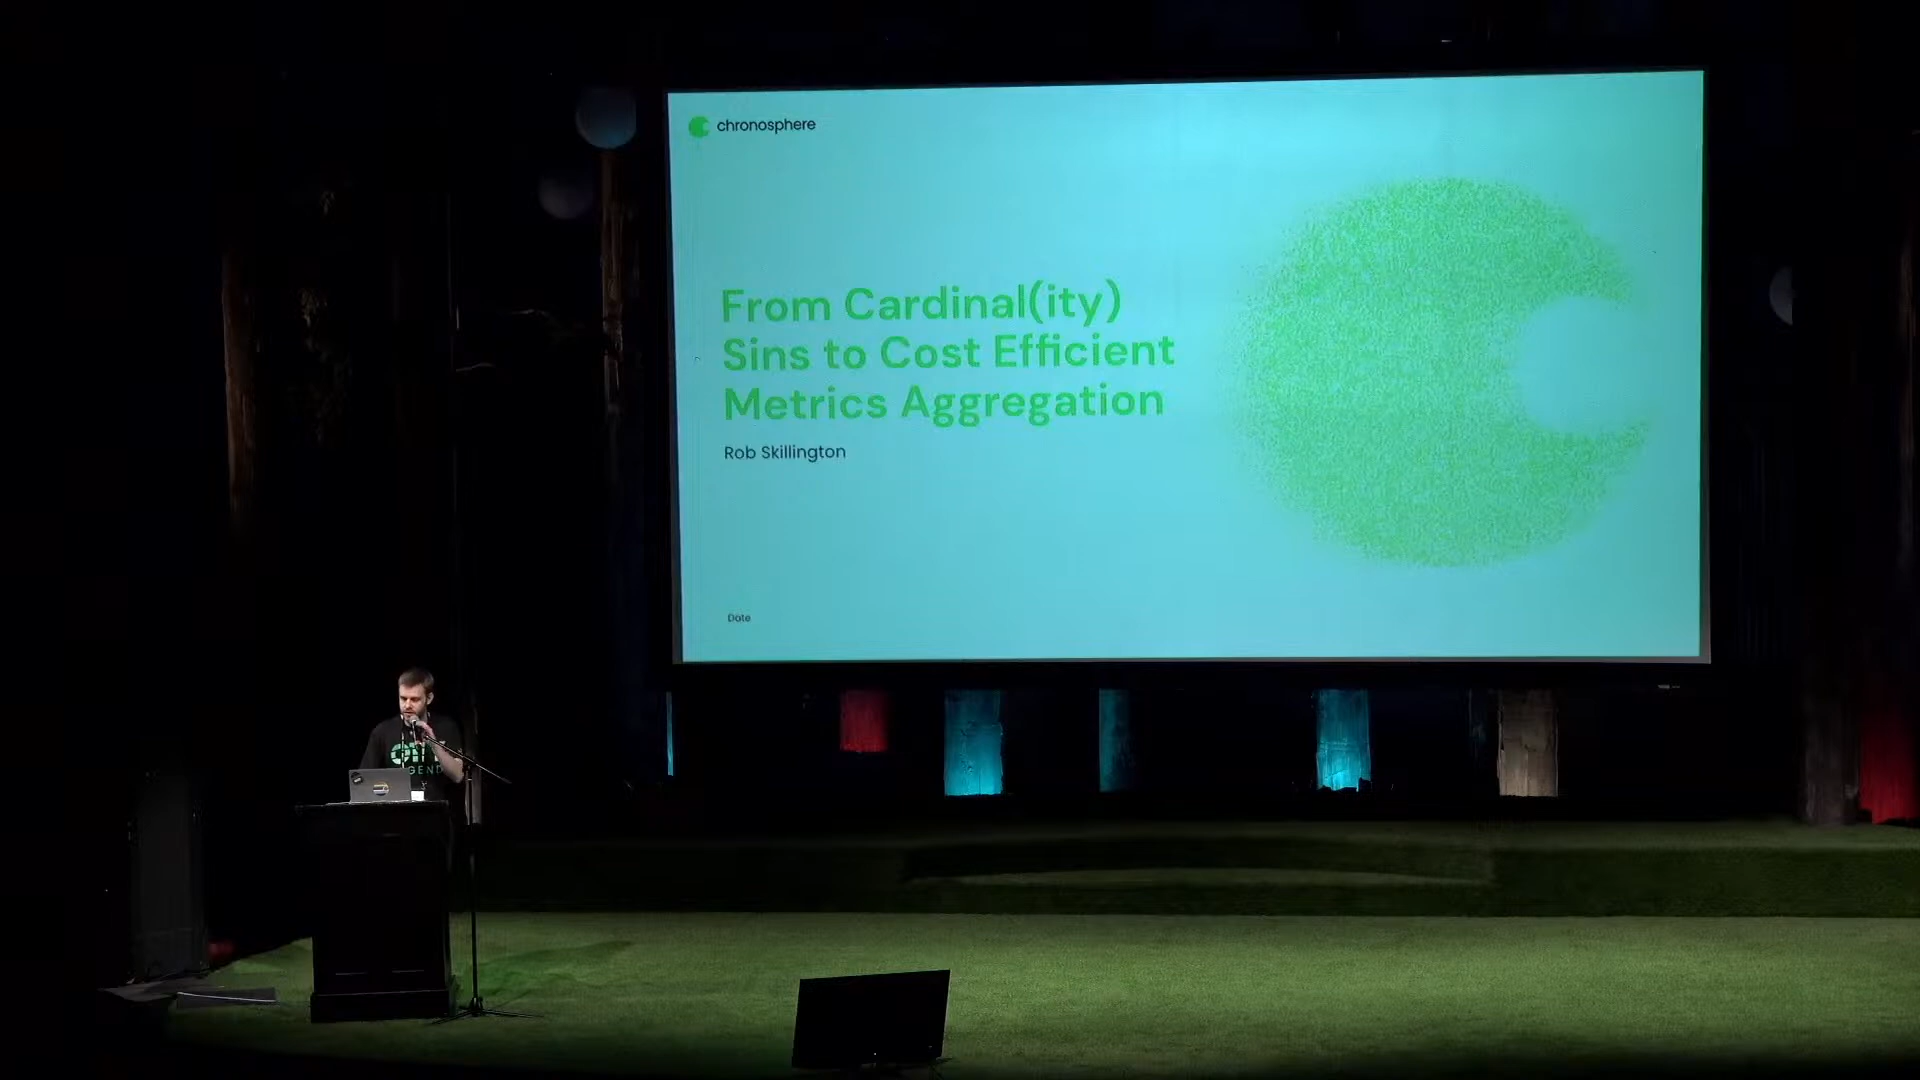 chronosphere
From Cardinal(ity)
Sins to Cost Efficient
Metrics Aggregation
Rob Skillington
Date